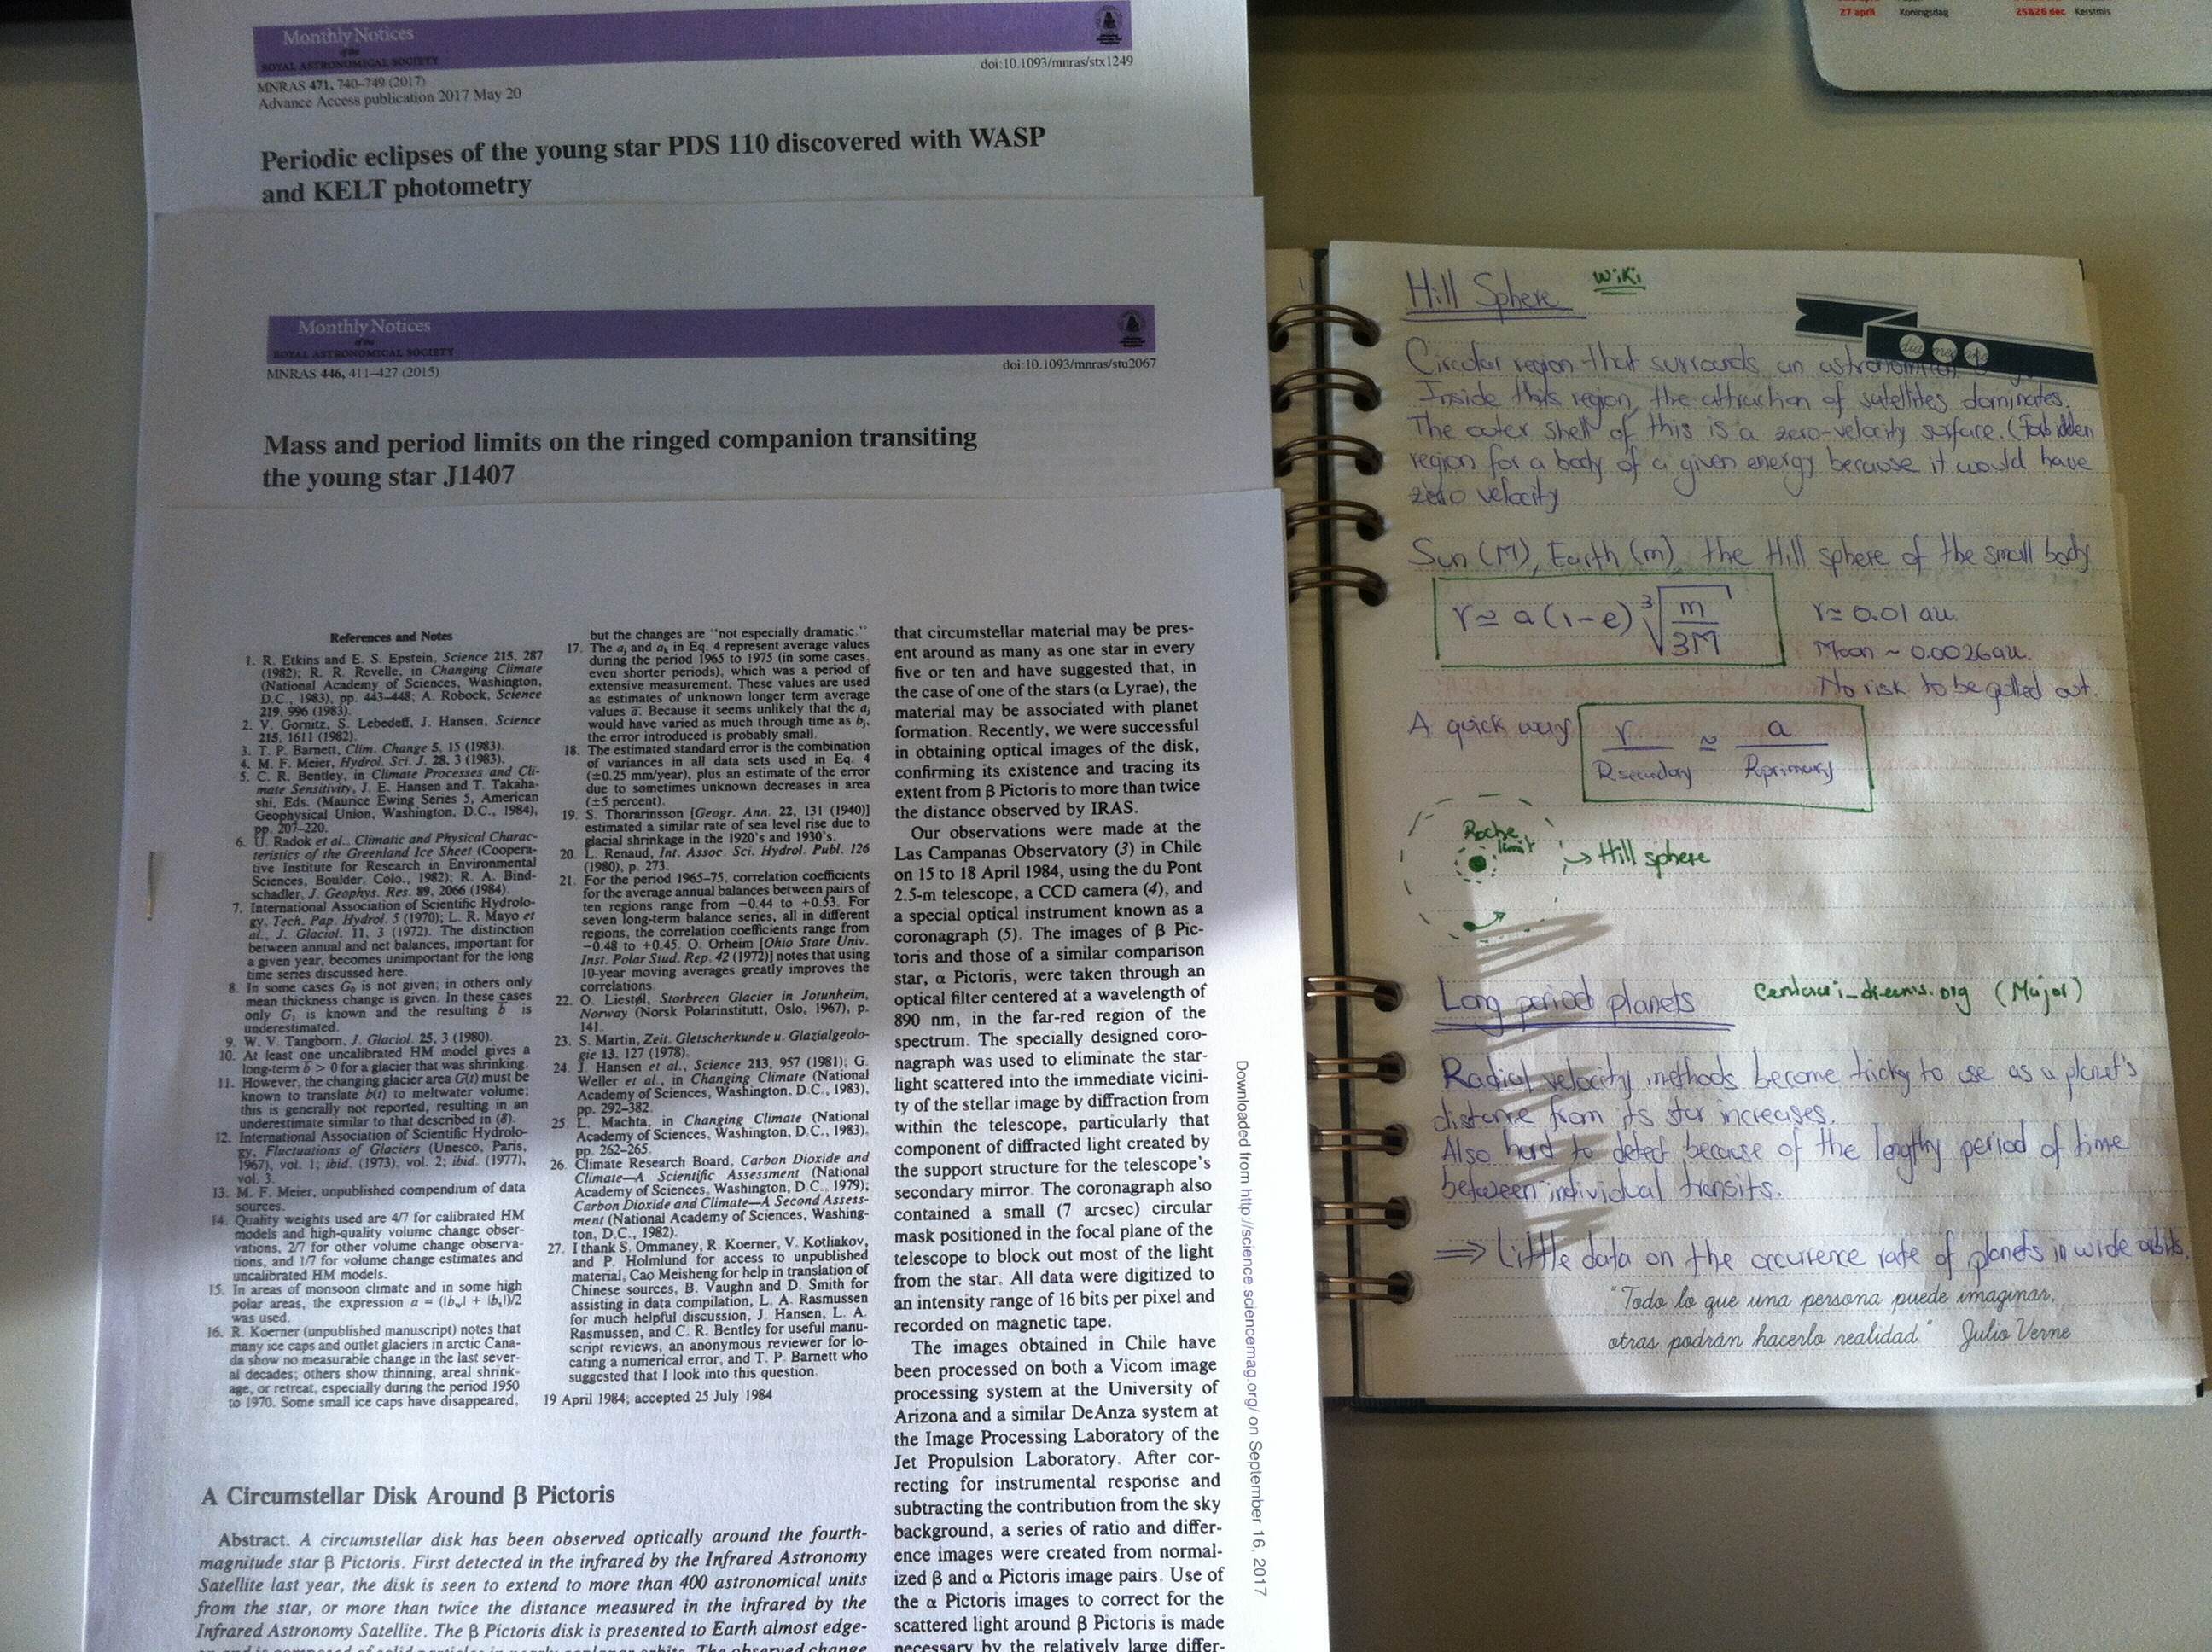 Monthly Notices
of the
ROYAL ASTRONOMICAL SOCIETY
MNRAS 471, 740–749 (2017)
doi:10.1093/mnras/stx1249
Advance Access publication 2017 May 20
Periodic eclipses of the young star PDS 110 discovered with WASP
and KELT photometry
Monthly Notices
of the
ROYAL ASTRONOMICAL SOCIETY
MNRAS 446, 411–427 (2015)
doi:10.1093/mnras/stu2067
Mass and period limits on the ringed companion transiting
the young star J1407
References and Notes
1. R. Etkins and E. S. Epstein, Science 215, 287
(1982); R. R. Revelle, in Changing Climate
(National Academy of Sciences, Washington,
D.C., 1983), pp. 443–448; A. Robock, Science
219, 996 (1983).
2. V. Gornitz, S. Lebedeff, J. Hansen, Science
215, 1611 (1982).
3. T. P. Barnett, Clim. Change 5, 15 (1983).
4. M. F. Meier, Hydrol. Sci. J. 28, 3 (1983).
5. C. R. Bentley, in Climate Processes and Cli-
mate Sensitivity, J. E. Hansen and T. Takaha-
shi, Eds. (Maurice Ewing Series 5, American
Geophysical Union, Washington, D.C., 1984),
pp. 207–220.
6. U. Radok et al., Climatic and Physical Charac-
teristics of the Greenland Ice Sheet (Coopera-
tive Institute for Research in Environmental
Sciences, Boulder, Colo., 1982); R. A. Bind-
schadler, J. Geophys. Res. 89, 2066 (1984).
7. International Association of Scientific Hydrolo-
gy, Tech. Pap. Hydrol. 5 (1970); L. R. Mayo et
al., J. Glaciol. 11, 3 (1972). The distinction
between annual and net balances, important for
a given year, becomes unimportant for the long
time series discussed here.
8. In some cases G₀ is not given; in others only
mean thickness change is given. In these cases
only G₁ is known and the resulting b is
underestimated.
9. W. V. Tangborn, J. Glaciol. 25, 3 (1980).
10. At least one uncalibrated HM model gives a
long-term b > 0 for a glacier that was shrinking.
11. However, the changing glacier area G(t) must be
known to translate b(t) to meltwater volume;
this is generally not reported, resulting in an
underestimate similar to that described in (8).
12. International Association of Scientific Hydrolo-
gy, Fluctuations of Glaciers (Unesco, Paris,
1967), vol. 1; ibid. (1973), vol. 2; ibid. (1977),
vol. 3.
13. M. F. Meier, unpublished compendium of data
sources.
14. Quality weights used are 4/7 for calibrated HM
models and high-quality volume change obser-
vations, 2/7 for other volume change observa-
tions, and 1/7 for volume change estimates and
uncalibrated HM models.
15. In areas of monsoon climate and in some high
polar areas, the expression a = (|bw| + |bs|)/2
was used.
16. R. Koerner (unpublished manuscript) notes that
many ice caps and outlet glaciers in arctic Cana-
da show no measurable change in the last sever-
al decades; others show thinning, areal shrink-
age, or retreat, especially during the period 1950
to 1970. Some small ice caps have disappeared,
but the changes are "not especially dramatic."
17. The aj and ak in Eq. 4 represent average values
during the period 1965 to 1975 (in some cases,
even shorter periods), which was a period of
extensive measurement. These values are used
as estimates of unknown longer term average
values a. Because it seems unlikely that the aj
would have varied as much through time as bj,
the error introduced is probably small.
18. The estimated standard error is the combination
of variances in all data sets used in Eq. 4
(±0.25 mm/year), plus an estimate of the error
due to sometimes unknown decreases in area
(±5 percent).
19. S. Thorarinsson [Geogr. Ann. 22, 131 (1940)]
estimated a similar rate of sea level rise due to
glacial shrinkage in the 1920's and 1930's.
20. L. Renaud, Int. Assoc. Sci. Hydrol. Publ. 126
(1980), p. 273.
21. For the period 1965–75, correlation coefficients
for the average annual balances between pairs of
ten regions range from −0.44 to +0.53. For
seven long-term balance series, all in different
regions, the correlation coefficients range from
−0.48 to +0.45. O. Orheim [Ohio State Univ.
Inst. Polar Stud. Rep. 42 (1972)] notes that using
10-year moving averages greatly improves the
correlations.
22. O. Liestøl, Storbreen Glacier in Jotunheim,
Norway (Norsk Polarinstitutt, Oslo, 1967), p.
141.
23. S. Martin, Zeit. Gletscherkunde u. Glazialgeolo-
gie 13, 127 (1978).
24. J. Hansen et al., Science 213, 957 (1981); G.
Weller et al., in Changing Climate (National
Academy of Sciences, Washington, D.C., 1983),
pp. 292–382.
25. L. Machta, in Changing Climate (National
Academy of Sciences, Washington, D.C., 1983),
pp. 262–265.
26. Climate Research Board, Carbon Dioxide and
Climate—A Scientific Assessment (National
Academy of Sciences, Washington, D.C., 1979);
Carbon Dioxide and Climate—A Second Assess-
ment (National Academy of Sciences, Washing-
ton, D.C., 1982).
27. I thank S. Ommaney, R. Koerner, V. Kotliakov,
and P. Holmlund for access to unpublished
material, Cao Meisheng for help in translation of
Chinese sources, B. Vaughn and D. Smith for
assisting in data compilation, L. A. Rasmussen
for much helpful discussion, J. Hansen, L. A.
Rasmussen, and C. R. Bentley for useful manu-
script reviews, an anonymous reviewer for lo-
cating a numerical error, and T. P. Barnett who
suggested that I look into this question.
19 April 1984; accepted 25 July 1984
A Circumstellar Disk Around β Pictoris
Abstract. A circumstellar disk has been observed optically around the fourth-
magnitude star β Pictoris. First detected in the infrared by the Infrared Astronomy
Satellite last year, the disk is seen to extend to more than 400 astronomical units
from the star, or more than twice the distance measured in the infrared by the
Infrared Astronomy Satellite. The β Pictoris disk is presented to Earth almost edge-
that circumstellar material may be pres-
ent around as many as one star in every
five or ten and have suggested that, in
the case of one of the stars (α Lyrae), the
material may be associated with planet
formation. Recently, we were successful
in obtaining optical images of the disk,
confirming its existence and tracing its
extent from β Pictoris to more than twice
the distance observed by IRAS.
Our observations were made at the
Las Campanas Observatory (3) in Chile
on 15 to 18 April 1984, using the du Pont
2.5-m telescope, a CCD camera (4), and
a special optical instrument known as a
coronagraph (5). The images of β Pic-
toris and those of a similar comparison
star, α Pictoris, were taken through an
optical filter centered at a wavelength of
890 nm, in the far-red region of the
spectrum. The specially designed coro-
nagraph was used to eliminate the star-
light scattered into the immediate vicini-
ty of the stellar image by diffraction from
within the telescope, particularly that
component of diffracted light created by
the support structure for the telescope's
secondary mirror. The coronagraph also
contained a small (7 arcsec) circular
mask positioned in the focal plane of the
telescope to block out most of the light
from the star. All data were digitized to
an intensity range of 16 bits per pixel and
recorded on magnetic tape.
The images obtained in Chile have
been processed on both a Vicom image
processing system at the University of
Arizona and a similar DeAnza system at
the Image Processing Laboratory of the
Jet Propulsion Laboratory. After cor-
recting for instrumental response and
subtracting the contribution from the sky
background, a series of ratio and differ-
ence images were created from normal-
ized β and α Pictoris image pairs. Use of
the α Pictoris images to correct for the
scattered light around β Pictoris is made
necessary by the relatively large differ-
Downloaded from http://science.sciencemag.org/ on September 16, 2017
27 april Koningsdag
25&26 dec Kerstmis
Hill Sphere wiki
Circular region that surrounds an
Inside this region, the attraction of satellites dominates.
The outer shell of this is a zero-velocity surface. (Forbidden
region for a body of a given energy because it would have
zero velocity
Sun (M), Earth (m), the Hill sphere of the small body
r ≃ a(1-e) ∛(m/3M)
r ≃ 0.01 au.
Moon ~ 0.0026 au.
No risk to be pulled out.
A quick way r/Rsecundary ≃ a/Rprimary
Roche
limit
→ Hill sphere
Long period planets
(Major)
Radial velocity methods become tricky to use as a planet's
distance from its star increases.
Also hard to detect because of the lengthy period of time
between individual transits.
⇒ Little data on the occurence rate of planets in wide orbits.
"Todo lo que una persona puede imaginar,
otras podrán hacerlo realidad." Julio Verne